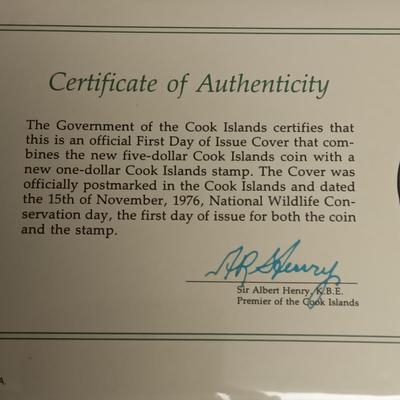 Certificate of Authenticity
The Government of the Cook Islands certifies that
this is an official First Day of Issue Cover that com-
bines the new five-dollar Cook Islands coin with a
new one-dollar Cook Islands stamp. The Cover was
officially postmarked in the Cook Islands and dated
the 15th of November, 1976, National Wildlife Con-
servation day, the first day of issue for both the coin
and the stamp.
AR Henry
Sir Albert Henry, K.B.E.
Premier of the Cook Islands
A.